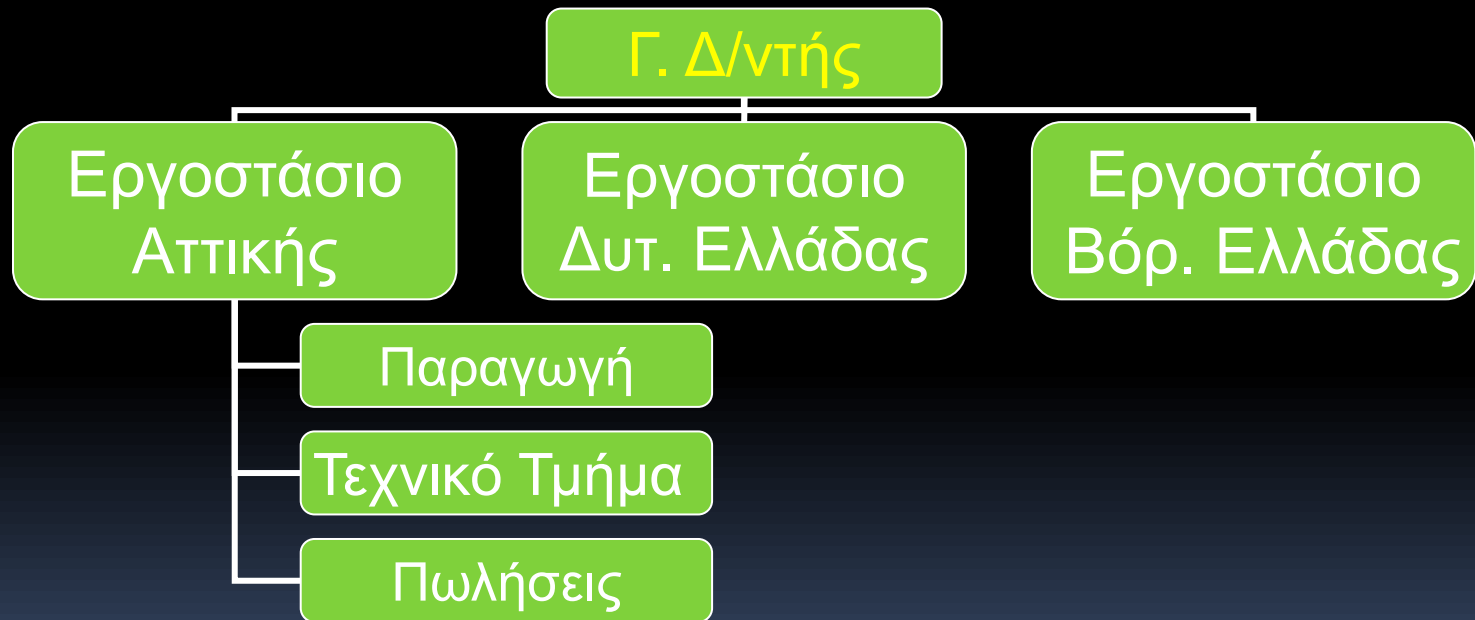 Γ. Δ/ντής
Εργοστάσιο
Αττικής
Εργοστάσιο
Δυτ. Ελλάδας
Εργοστάσιο
Βόρ. Ελλάδας
Παραγωγή
Τεχνικό Τμήμα
Πωλήσεις